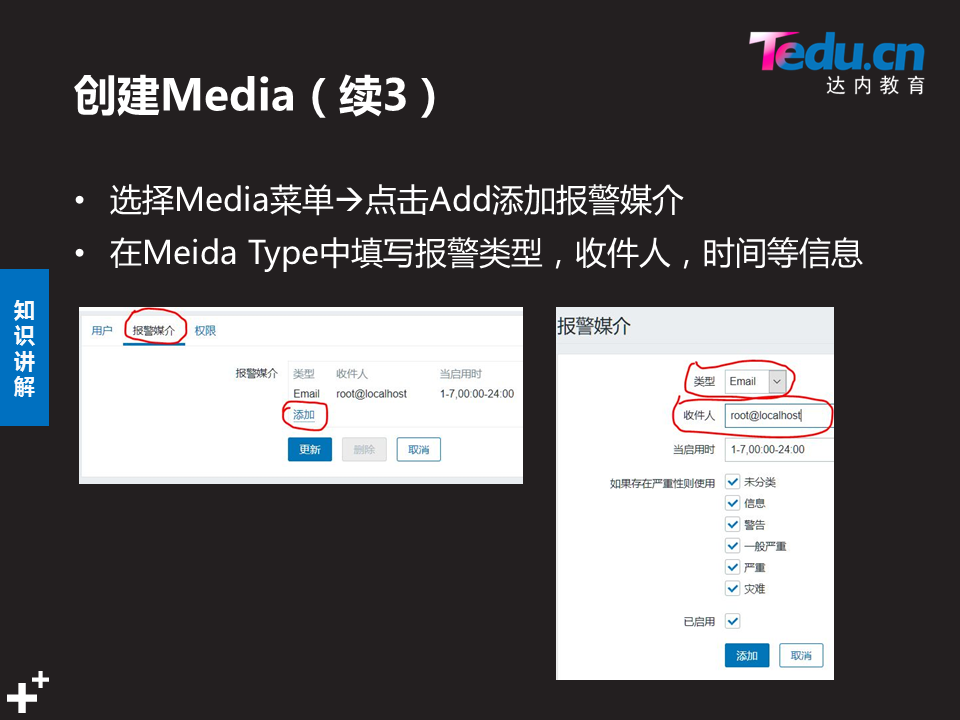 Tedu.cn
达内教育
创建Media（续3）
• 选择Media菜单→点击Add添加报警媒介
• 在Meida Type中填写报警类型，收件人，时间等信息
知识讲解
用户 报警媒介 权限
报警媒介 类型 收件人 当启用时
Email root@localhost 1-7,00:00-24:00
添加
更新 删除 取消
报警媒介
类型 Email
收件人 root@localhost
当启用时 1-7,00:00-24:00
如果存在严重性则使用 未分类
信息
警告
一般严重
严重
灾难
已启用
添加 取消